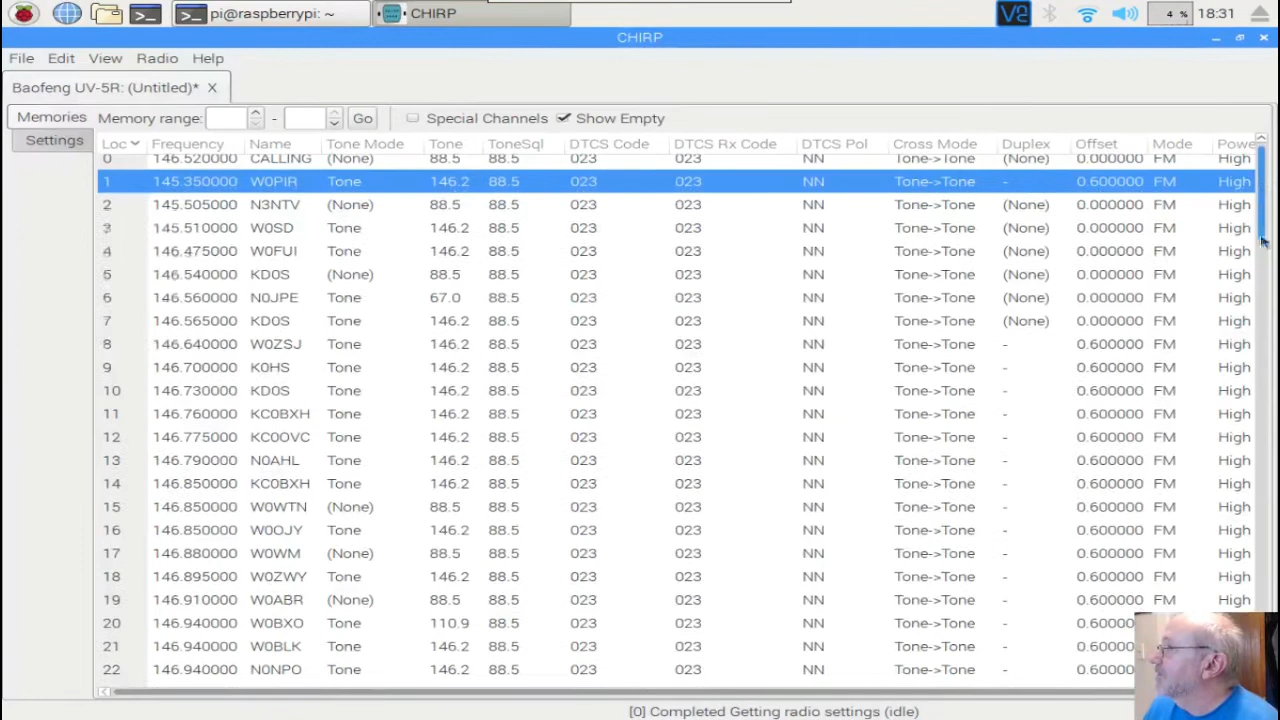 pi@raspberrypi: ~ CHIRP V2 4 % 18:31
CHIRP
File Edit View Radio Help
Baofeng UV-5R: (Untitled)* X
Memories Memory range: - Go Special Channels Show Empty
Settings
Loc Frequency Name Tone Mode Tone ToneSql DTCS Code DTCS Rx Code DTCS Pol Cross Mode Duplex Offset Mode Powe
0 146.520000 CALLING (None) 88.5 88.5 023 023 NN Tone->Tone (None) 0.000000 FM High
1 145.350000 W0PIR Tone 146.2 88.5 023 023 NN Tone->Tone - 0.600000 FM High
2 145.505000 N3NTV (None) 88.5 88.5 023 023 NN Tone->Tone (None) 0.000000 FM High
3 145.510000 W0SD Tone 146.2 88.5 023 023 NN Tone->Tone (None) 0.000000 FM High
4 146.475000 W0FUI Tone 146.2 88.5 023 023 NN Tone->Tone (None) 0.000000 FM High
5 146.540000 KD0S (None) 88.5 88.5 023 023 NN Tone->Tone (None) 0.000000 FM High
6 146.560000 N0JPE Tone 67.0 88.5 023 023 NN Tone->Tone (None) 0.000000 FM High
7 146.565000 KD0S Tone 146.2 88.5 023 023 NN Tone->Tone (None) 0.000000 FM High
8 146.640000 W0ZSJ Tone 146.2 88.5 023 023 NN Tone->Tone - 0.600000 FM High
9 146.700000 K0HS Tone 146.2 88.5 023 023 NN Tone->Tone - 0.600000 FM High
10 146.730000 KD0S Tone 146.2 88.5 023 023 NN Tone->Tone - 0.600000 FM High
11 146.760000 KC0BXH Tone 146.2 88.5 023 023 NN Tone->Tone - 0.600000 FM High
12 146.775000 KC0OVC Tone 146.2 88.5 023 023 NN Tone->Tone - 0.600000 FM High
13 146.790000 N0AHL Tone 146.2 88.5 023 023 NN Tone->Tone - 0.600000 FM High
14 146.850000 KC0BXH Tone 146.2 88.5 023 023 NN Tone->Tone - 0.600000 FM High
15 146.850000 W0WTN (None) 88.5 88.5 023 023 NN Tone->Tone - 0.600000 FM High
16 146.850000 W0OJY Tone 146.2 88.5 023 023 NN Tone->Tone - 0.600000 FM High
17 146.880000 W0WM (None) 88.5 88.5 023 023 NN Tone->Tone - 0.600000 FM High
18 146.895000 W0ZWY Tone 146.2 88.5 023 023 NN Tone->Tone - 0.600000 FM High
19 146.910000 W0ABR (None) 88.5 88.5 023 023 NN Tone->Tone - 0.600000 FM High
20 146.940000 W0BXO Tone 110.9 88.5 023 023 NN Tone->Tone - 0.60000
21 146.940000 W0BLK Tone 146.2 88.5 023 023 NN Tone->Tone - 0.60000
22 146.940000 N0NPO Tone 146.2 88.5 023 023 NN Tone->Tone - 0.60000
[0] Completed Getting radio settings (idle)